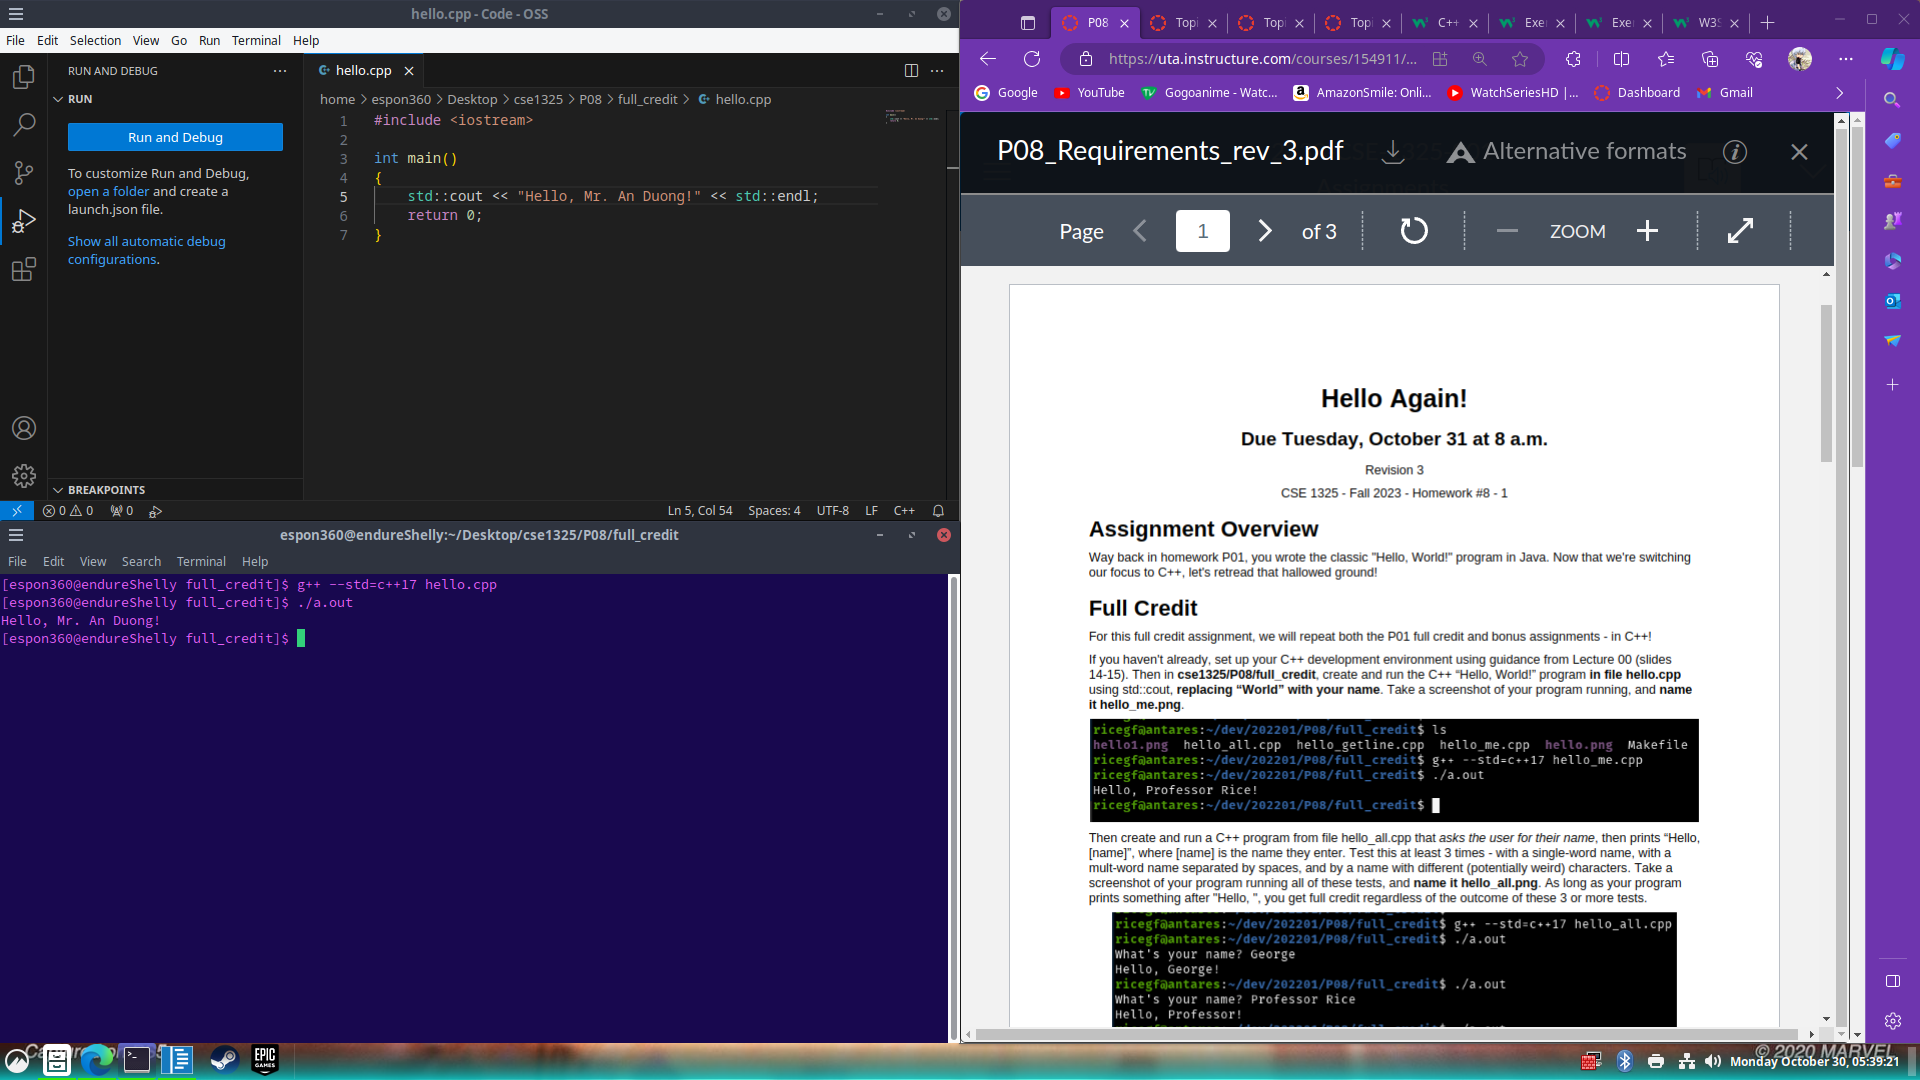 hello.cpp - Code - OSS
File Edit Selection View Go Run Terminal Help
RUN AND DEBUG
hello.cpp
RUN
Run and Debug
To customize Run and Debug,
open a folder and create a
launch.json file.
Show all automatic debug
configurations.
BREAKPOINTS
home > espon360 > Desktop > cse1325 > P08 > full_credit > hello.cpp
1 #include <iostream>
2
3 int main()
4 {
5 std::cout << "Hello, Mr. An Duong!" << std::endl;
6 return 0;
7 }
0 0 0
Ln 5, Col 54 Spaces: 4 UTF-8 LF C++
espon360@endureShelly:~/Desktop/cse1325/P08/full_credit
File Edit View Search Terminal Help
[espon360@endureShelly full_credit]$ g++ --std=c++17 hello.cpp
[espon360@endureShelly full_credit]$ ./a.out
Hello, Mr. An Duong!
[espon360@endureShelly full_credit]$
P08 Topi Topi Topi C++ Exe Exe W3S
https://uta.instructure.com/courses/154911/...
Google YouTube Gogoanime - Watc... AmazonSmile: Onli... WatchSeriesHD |... Dashboard Gmail
P08_Requirements_rev_3.pdf
Alternative formats
Page 1 of 3 ZOOM
Hello Again!
Due Tuesday, October 31 at 8 a.m.
Revision 3
CSE 1325 - Fall 2023 - Homework #8 - 1
Assignment Overview
Way back in homework P01, you wrote the classic "Hello, World!" program in Java. Now that we're switching
our focus to C++, let's retread that hallowed ground!
Full Credit
For this full credit assignment, we will repeat both the P01 full credit and bonus assignments - in C++!
If you haven't already, set up your C++ development environment using guidance from Lecture 00 (slides
14-15). Then in cse1325/P08/full_credit, create and run the C++ “Hello, World!” program in file hello.cpp
using std::cout, replacing “World” with your name. Take a screenshot of your program running, and name
it hello_me.png.
ricegf@antares:~/dev/202201/P08/full_credit$ ls
hello1.png hello_all.cpp hello_getline.cpp hello_me.cpp hello.png Makefile
ricegf@antares:~/dev/202201/P08/full_credit$ g++ --std=c++17 hello_me.cpp
ricegf@antares:~/dev/202201/P08/full_credit$ ./a.out
Hello, Professor Rice!
ricegf@antares:~/dev/202201/P08/full_credit$
Then create and run a C++ program from file hello_all.cpp that asks the user for their name, then prints “Hello,
[name]”, where [name] is the name they enter. Test this at least 3 times - with a single-word name, with a
mult-word name separated by spaces, and by a name with different (potentially weird) characters. Take a
screenshot of your program running all of these tests, and name it hello_all.png. As long as your program
prints something after "Hello, ", you get full credit regardless of the outcome of these 3 or more tests.
ricegf@antares:~/dev/202201/P08/full_credit$ g++ --std=c++17 hello_all.cpp
ricegf@antares:~/dev/202201/P08/full_credit$ ./a.out
What's your name? George
Hello, George!
ricegf@antares:~/dev/202201/P08/full_credit$ ./a.out
What's your name? Professor Rice
Hello, Professor!
EPIC GAMES
© 2020 MARVEL
Monday October 30, 05:39:21